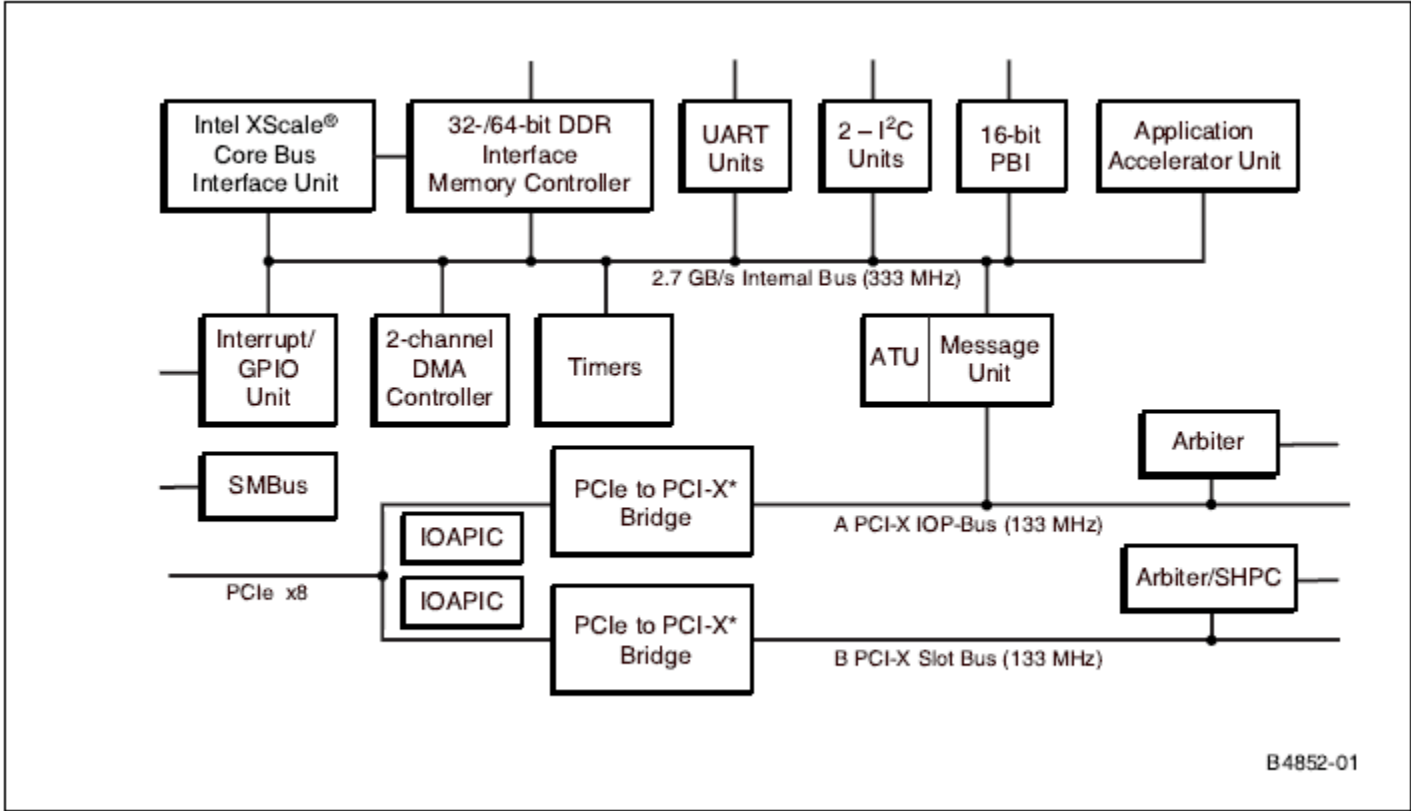 Intel XScale®
Core Bus
Interface Unit
32-/64-bit DDR
Interface
Memory Controller
UART
Units
2 – I²C
Units
16-bit
PBI
Application
Accelerator Unit
2.7 GB/s Internal Bus (333 MHz)
Interrupt/
GPIO
Unit
2-channel
DMA
Controller
Timers
ATU
Message
Unit
Arbiter
SMBus
PCIe to PCI-X*
Bridge
A PCI-X IOP-Bus (133 MHz)
IOAPIC
PCIe x8
IOAPIC
Arbiter/SHPC
PCIe to PCI-X*
Bridge
B PCI-X Slot Bus (133 MHz)
B4852-01